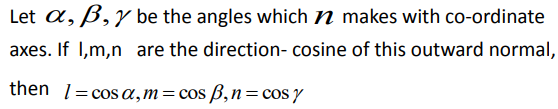 Let α, β, γ be the angles which n makes with co-ordinate
axes. If l,m,n are the direction- cosine of this outward normal,
then l = cos α, m = cos β, n = cos γ